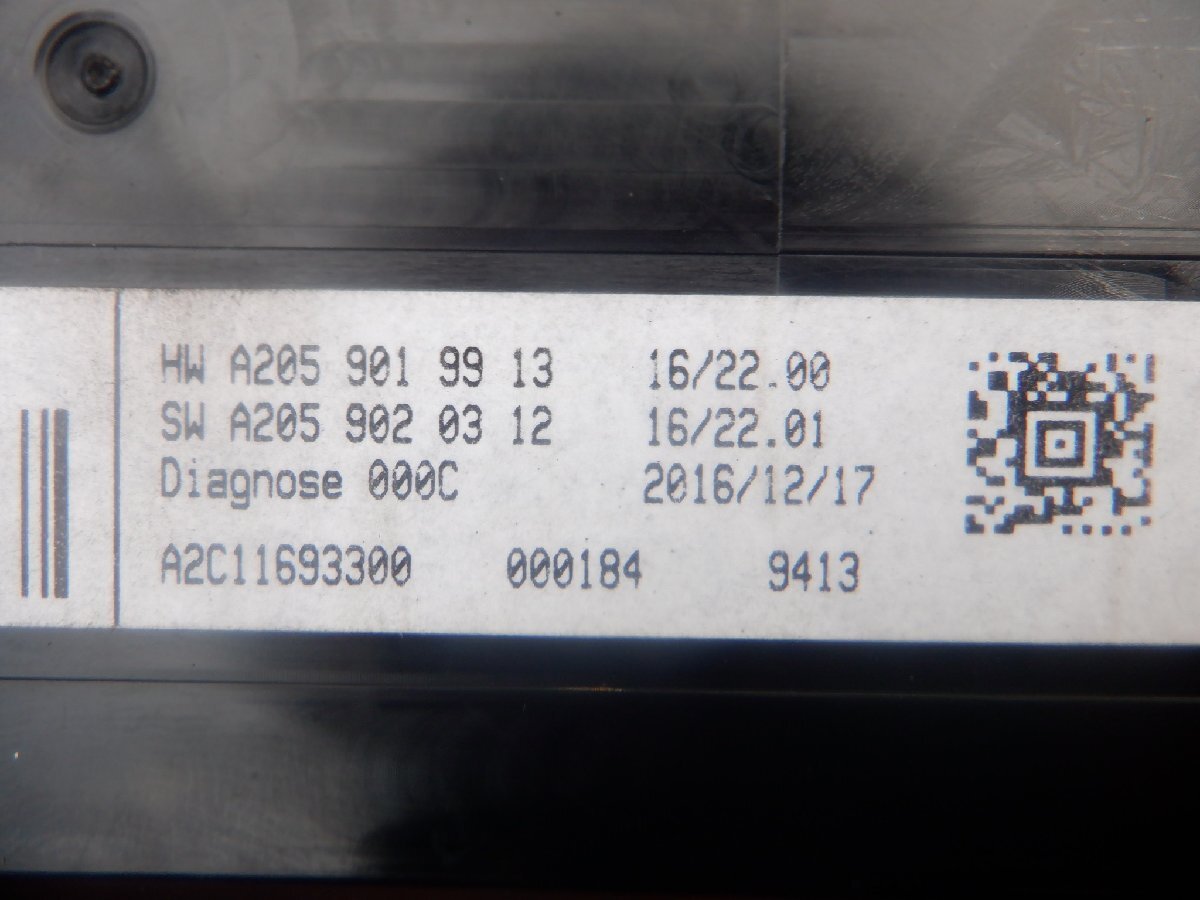 HW A205 901 99 13 16/22.00
SW A205 902 03 12 16/22.01
Diagnose 000C 2016/12/17
A2C11693300 000184 9413